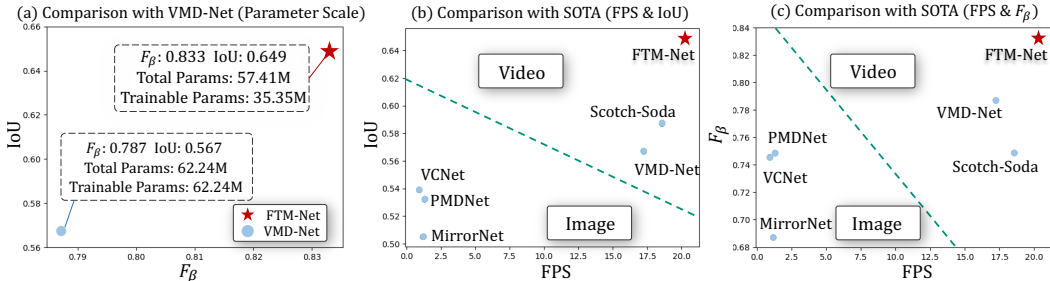 (a) Comparison with VMD-Net (Parameter Scale)
0.66
0.64
0.62
0.60
0.58
0.56
IoU
Fβ: 0.833 IoU: 0.649
Total Params: 57.41M
Trainable Params: 35.35M
Fβ: 0.787 IoU: 0.567
Total Params: 62.24M
Trainable Params: 62.24M
FTM-Net
VMD-Net
0.79 0.80 0.81 0.82 0.83
Fβ
(b) Comparison with SOTA (FPS & IoU)
0.64
0.62
0.60
0.58
0.56
0.54
0.52
0.50
IoU
FTM-Net
Video
Scotch-Soda
VMD-Net
VCNet
PMDNet
Image
MirrorNet
0.0 2.5 5.0 7.5 10.0 12.5 15.0 17.5 20.0
FPS
(c) Comparison with SOTA (FPS & Fβ)
0.84
0.82
0.80
0.78
0.76
0.74
0.72
0.70
0.68
Fβ
FTM-Net
Video
VMD-Net
PMDNet
VCNet
Scotch-Soda
MirrorNet
Image
0.0 2.5 5.0 7.5 10.0 12.5 15.0 17.5 20.0
FPS